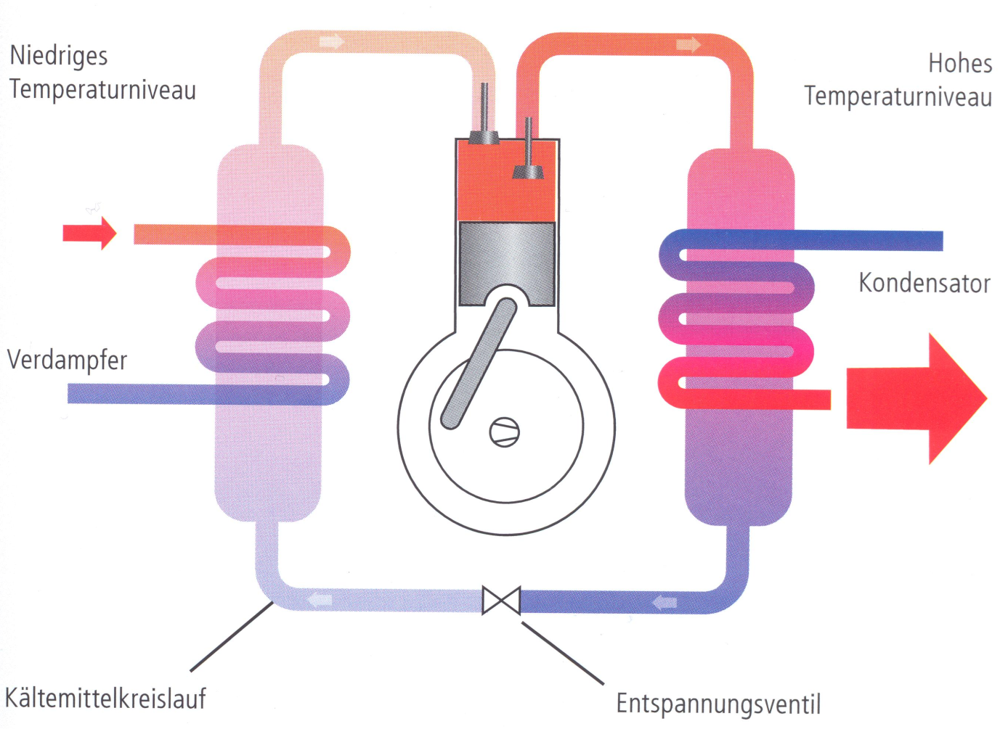 Niedriges
Temperaturniveau
Hohes
Temperaturniveau
Kondensator
Verdampfer
Kältemittelkreislauf
Entspannungsventil